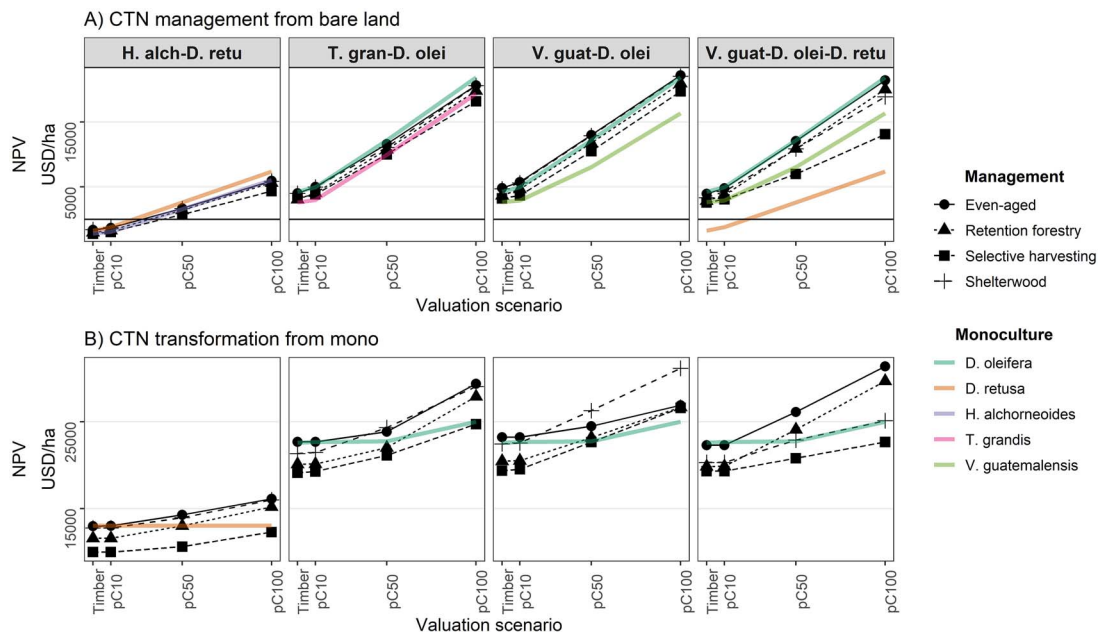 A) CTN management from bare land
H. alch-D. retu
T. gran-D. olei
V. guat-D. olei
V. guat-D. olei-D. retu
NPV
USD/ha
15000
5000
Timber
pC10
pC50
pC100
Timber
pC10
pC50
pC100
Timber
pC10
pC50
pC100
Timber
pC10
pC50
pC100
Valuation scenario
B) CTN transformation from mono
NPV
USD/ha
25000
15000
Timber
pC10
pC50
pC100
Timber
pC10
pC50
pC100
Timber
pC10
pC50
pC100
Timber
pC10
pC50
pC100
Valuation scenario
Management
Even-aged
Retention forestry
Selective harvesting
Shelterwood
Monoculture
D. oleifera
D. retusa
H. alchorneoides
T. grandis
V. guatemalensis